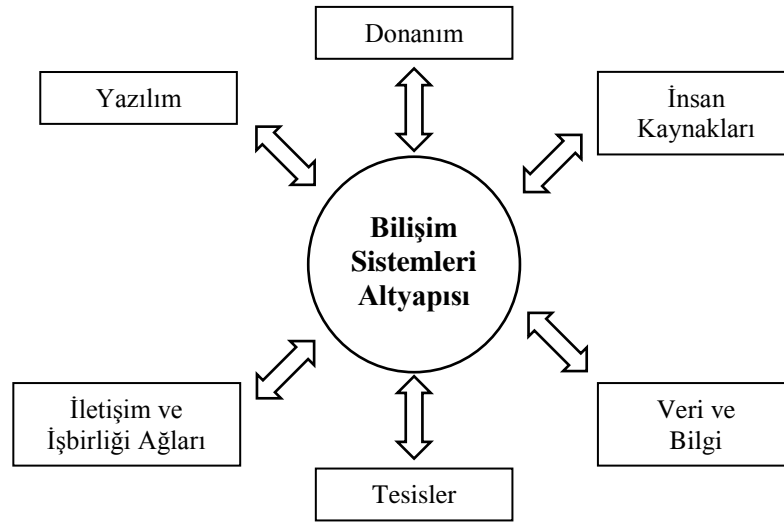 Donanım
Yazılım
İnsan
Kaynakları
Bilişim
Sistemleri
Altyapısı
İletişim ve
İşbirliği Ağları
Veri ve
Bilgi
Tesisler